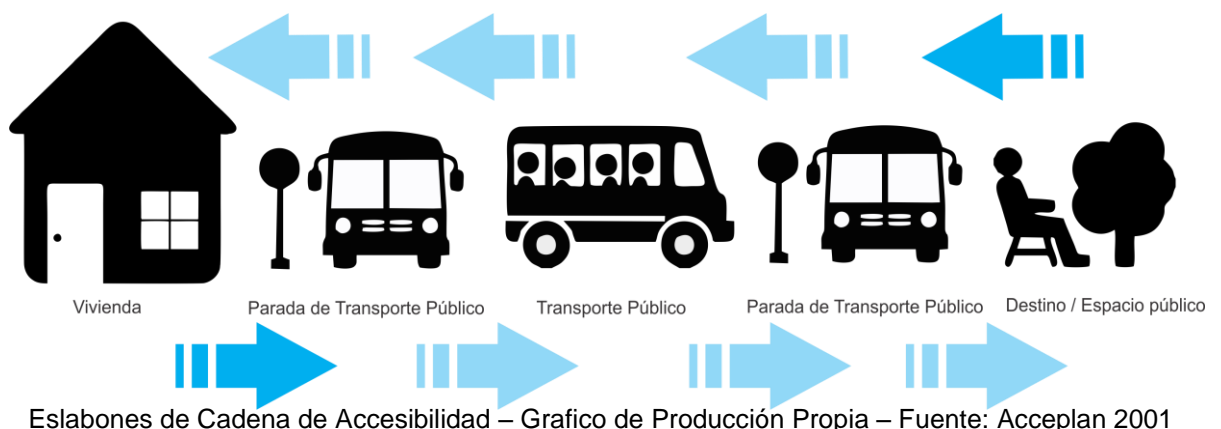 Vivienda
Parada de Transporte Público
Transporte Público
Parada de Transporte Público
Destino / Espacio público
Eslabones de Cadena de Accesibilidad – Grafico de Producción Propia – Fuente: Acceplan 2001